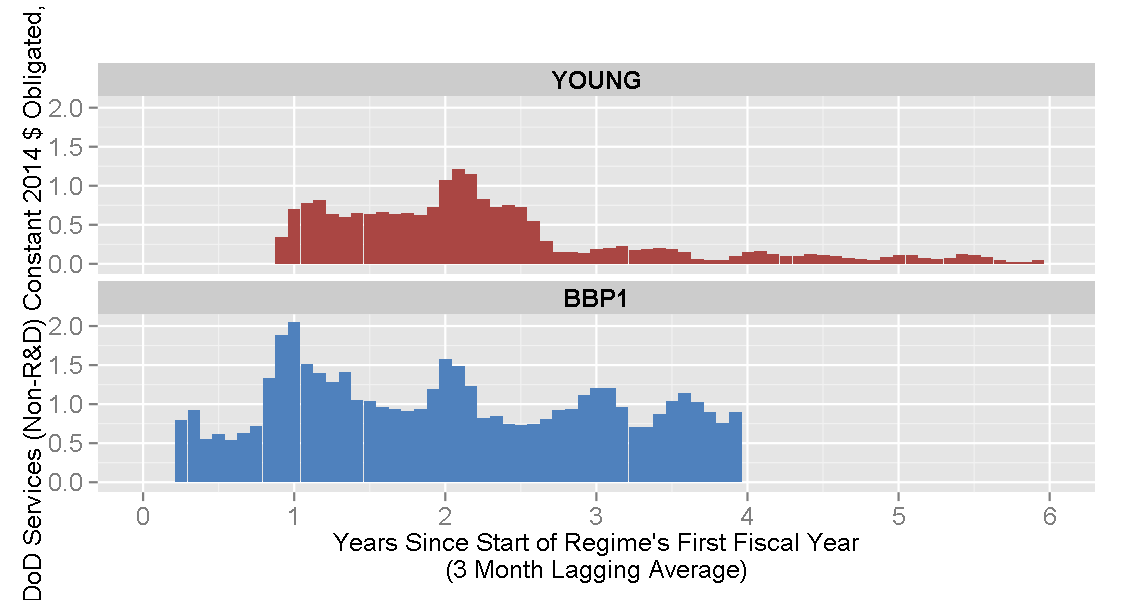 DoD Services (Non-R&D) Constant 2014 $ Obligated,
YOUNG
2.0
1.5
1.0
0.5
0.0
BBP1
2.0
1.5
1.0
0.5
0.0
0 1 2 3 4 5 6
Years Since Start of Regime's First Fiscal Year
(3 Month Lagging Average)